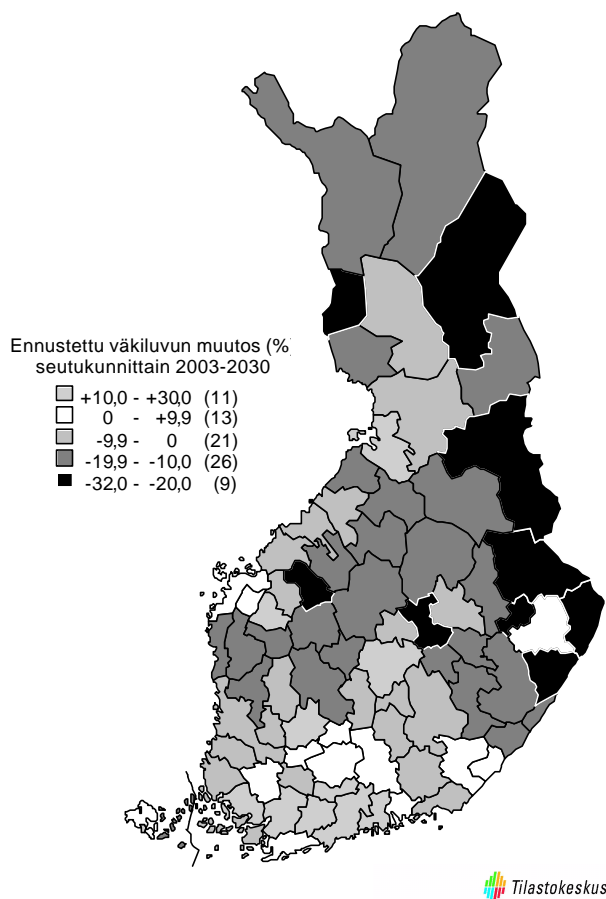 Ennustettu väkiluvun muutos (%)
seutukunnittain 2003-2030
+10,0 - +30,0 (11)
0 - +9,9 (13)
-9,9 - 0 (21)
-19,9 - -10,0 (26)
-32,0 - -20,0 (9)
Tilastokeskus